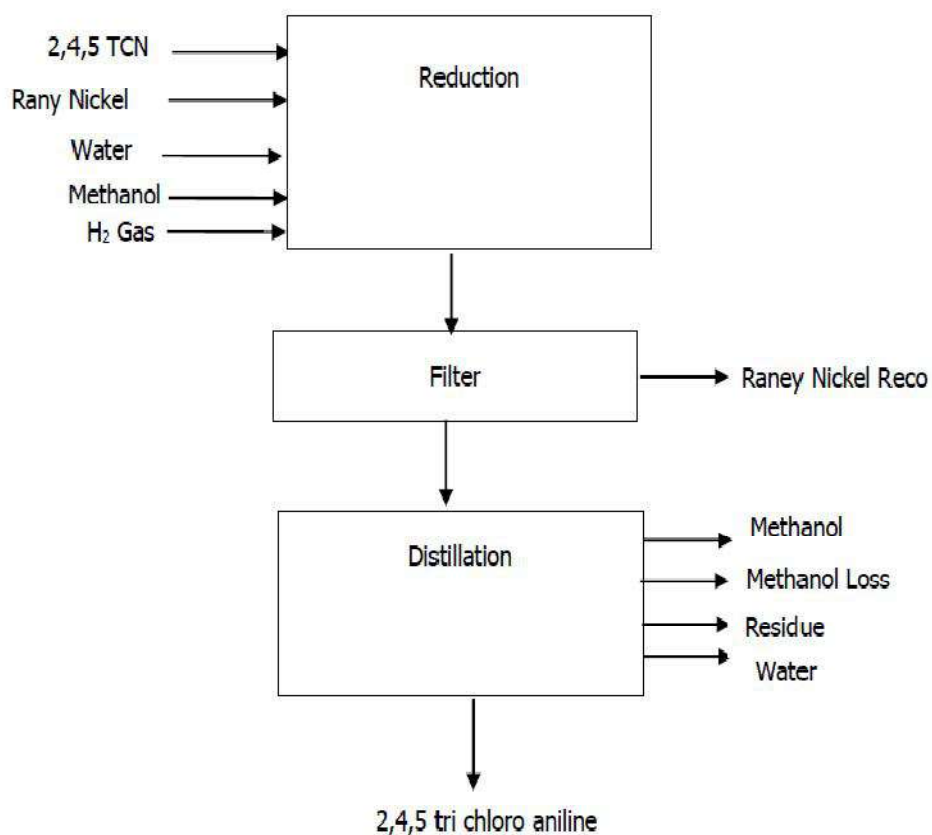 2,4,5 TCN
Rany Nickel
Water
Methanol
H₂ Gas
Reduction
Filter
Raney Nickel Reco
Distillation
Methanol
Methanol Loss
Residue
Water
2,4,5 tri chloro aniline